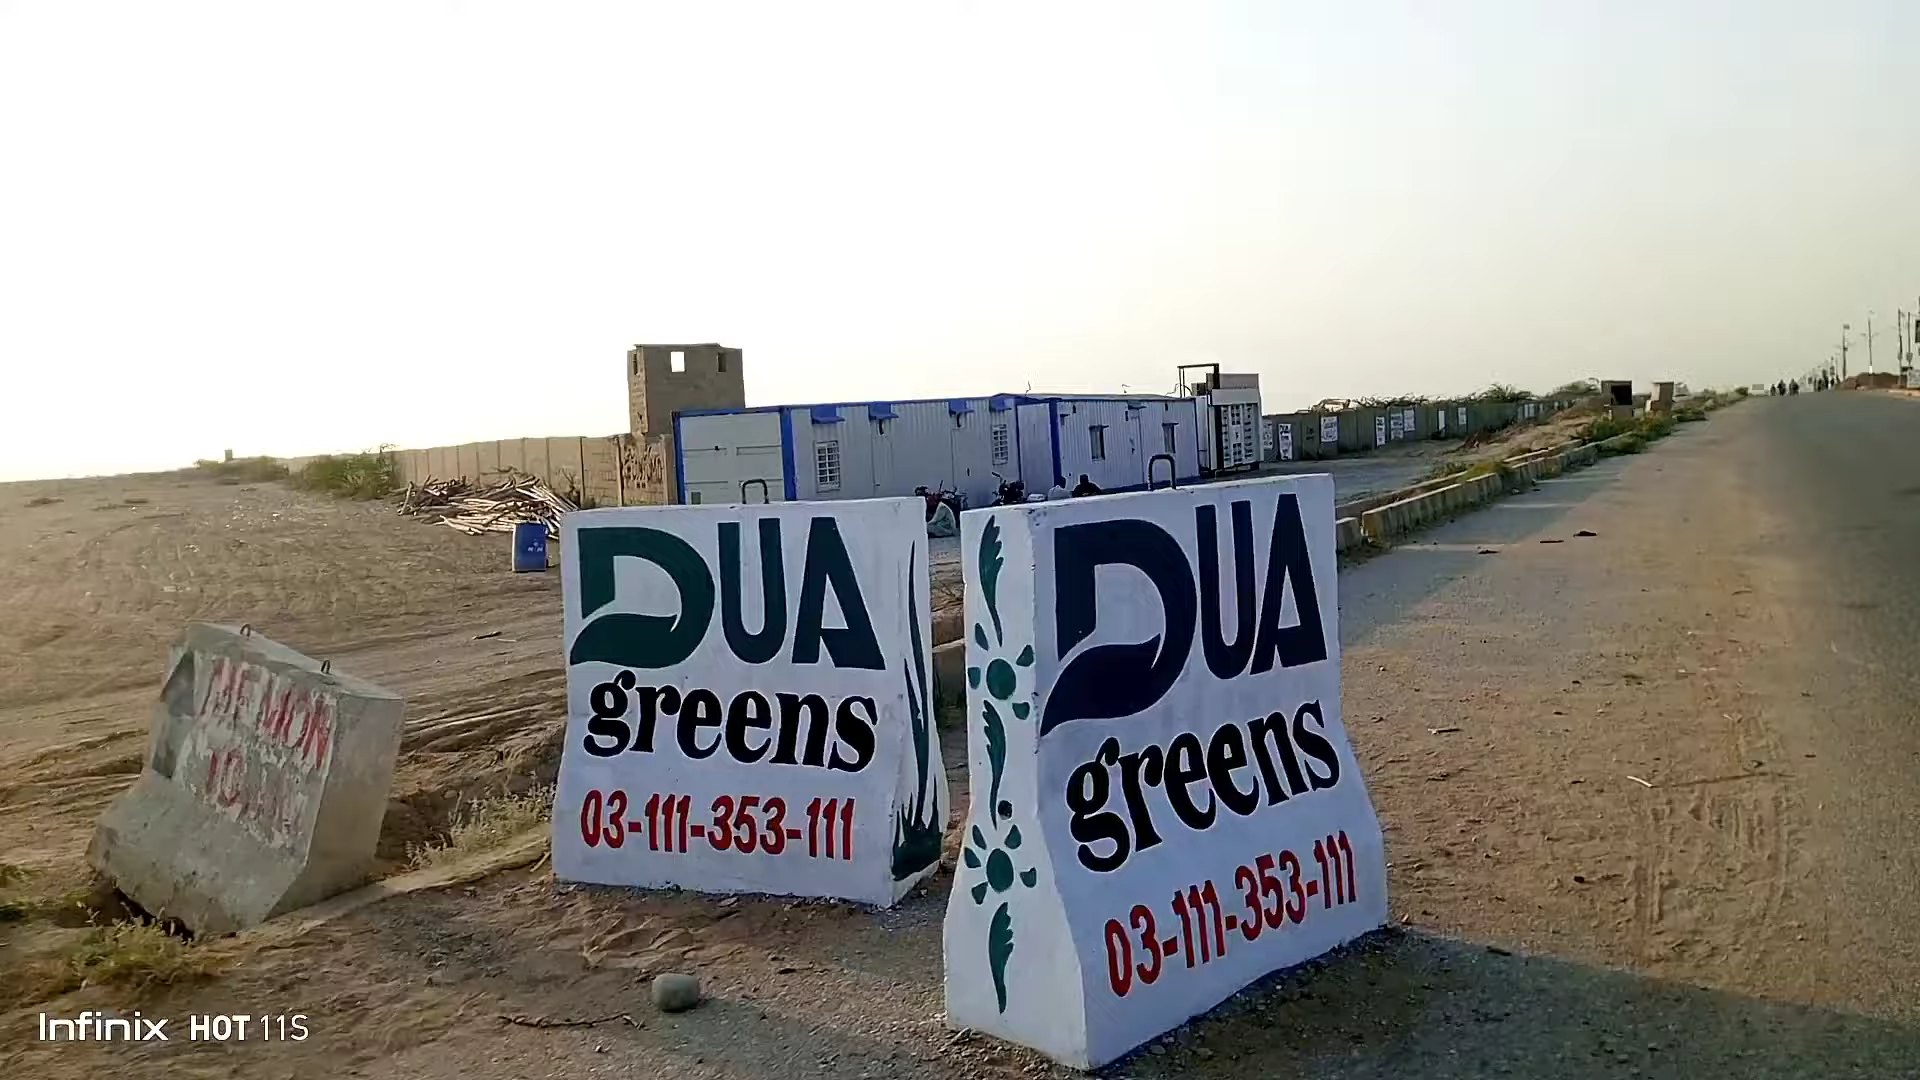 DUA
greens
03-111-353-111
DUA
greens
03-111-353-111
MEMON
Infinix HOT 11S